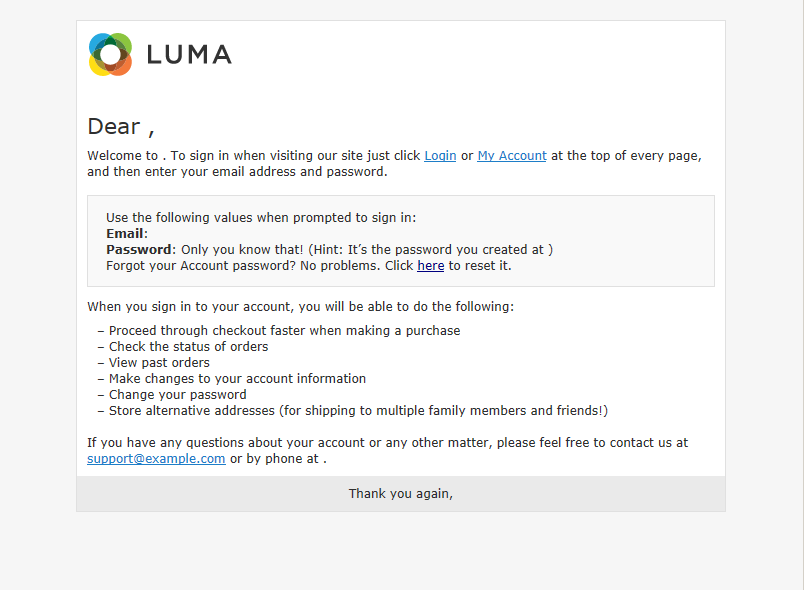 LUMA
Dear ,
Welcome to . To sign in when visiting our site just click Login or My Account at the top of every page,
and then enter your email address and password.
Use the following values when prompted to sign in:
Email:
Password: Only you know that! (Hint: It’s the password you created at )
Forgot your Account password? No problems. Click here to reset it.
When you sign in to your account, you will be able to do the following:
– Proceed through checkout faster when making a purchase
– Check the status of orders
– View past orders
– Make changes to your account information
– Change your password
– Store alternative addresses (for shipping to multiple family members and friends!)
If you have any questions about your account or any other matter, please feel free to contact us at
support@example.com or by phone at .
Thank you again,